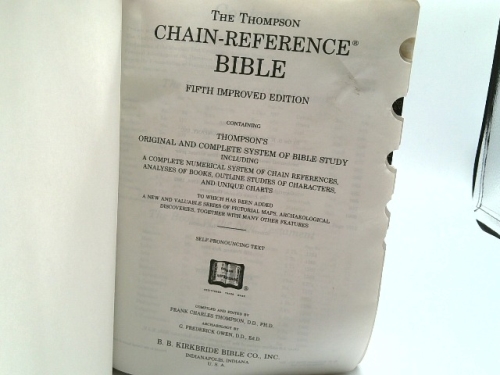 The Thompson
Chain-Reference®
Bible
Fifth Improved Edition
CONTAINING
THOMPSON'S
ORIGINAL AND COMPLETE SYSTEM OF BIBLE STUDY
INCLUDING
A COMPLETE NUMERICAL SYSTEM OF CHAIN REFERENCES,
ANALYSES OF BOOKS, OUTLINE STUDIES OF CHARACTERS,
AND UNIQUE CHARTS
TO WHICH HAS BEEN ADDED
A NEW AND VALUABLE SERIES OF PICTORIAL MAPS, ARCHAEOLOGICAL
DISCOVERIES, TOGETHER WITH MANY OTHER FEATURES
SELF-PRONOUNCING TEXT
COMPILED AND EDITED BY
FRANK CHARLES THOMPSON, D.D., PH.D.
ARCHAEOLOGY BY
G. FREDERICK OWEN, D.D., Ed.D.
B. B. KIRKBRIDE BIBLE CO., INC.
INDIANAPOLIS, INDIANA
U. S. A.